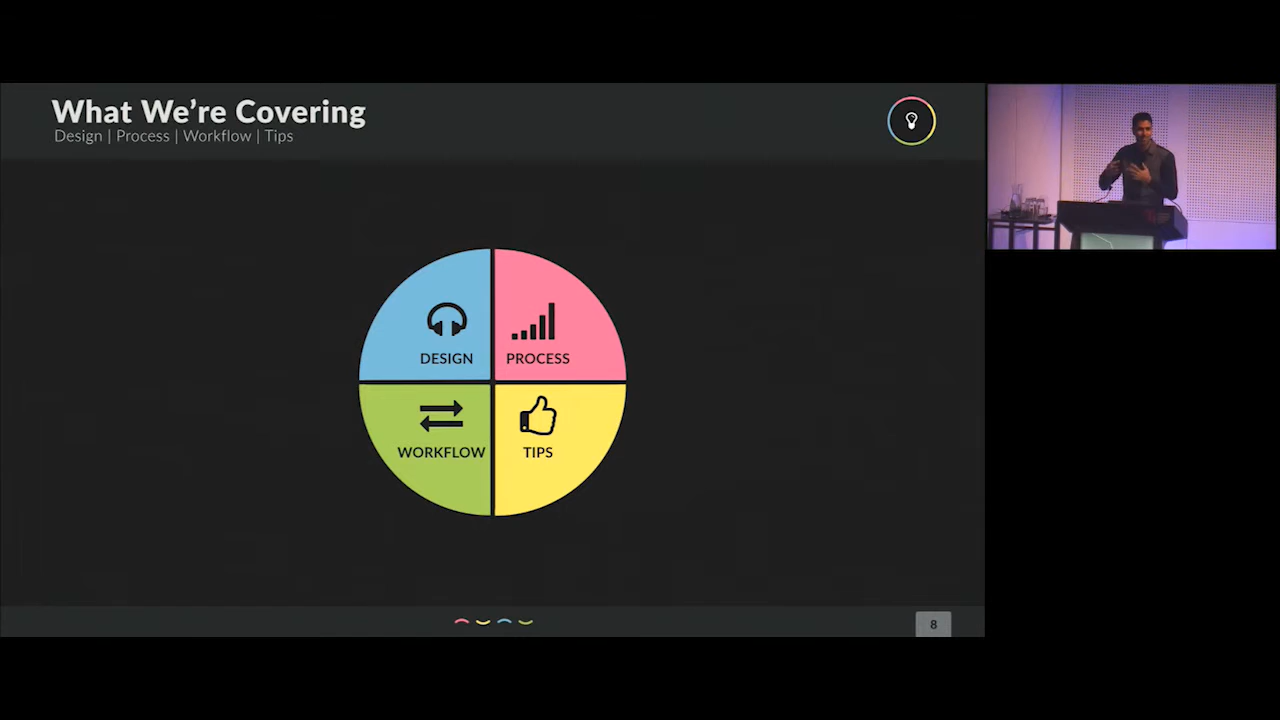 What We're Covering
Design | Process | Workflow | Tips
DESIGN
PROCESS
WORKFLOW
TIPS
8